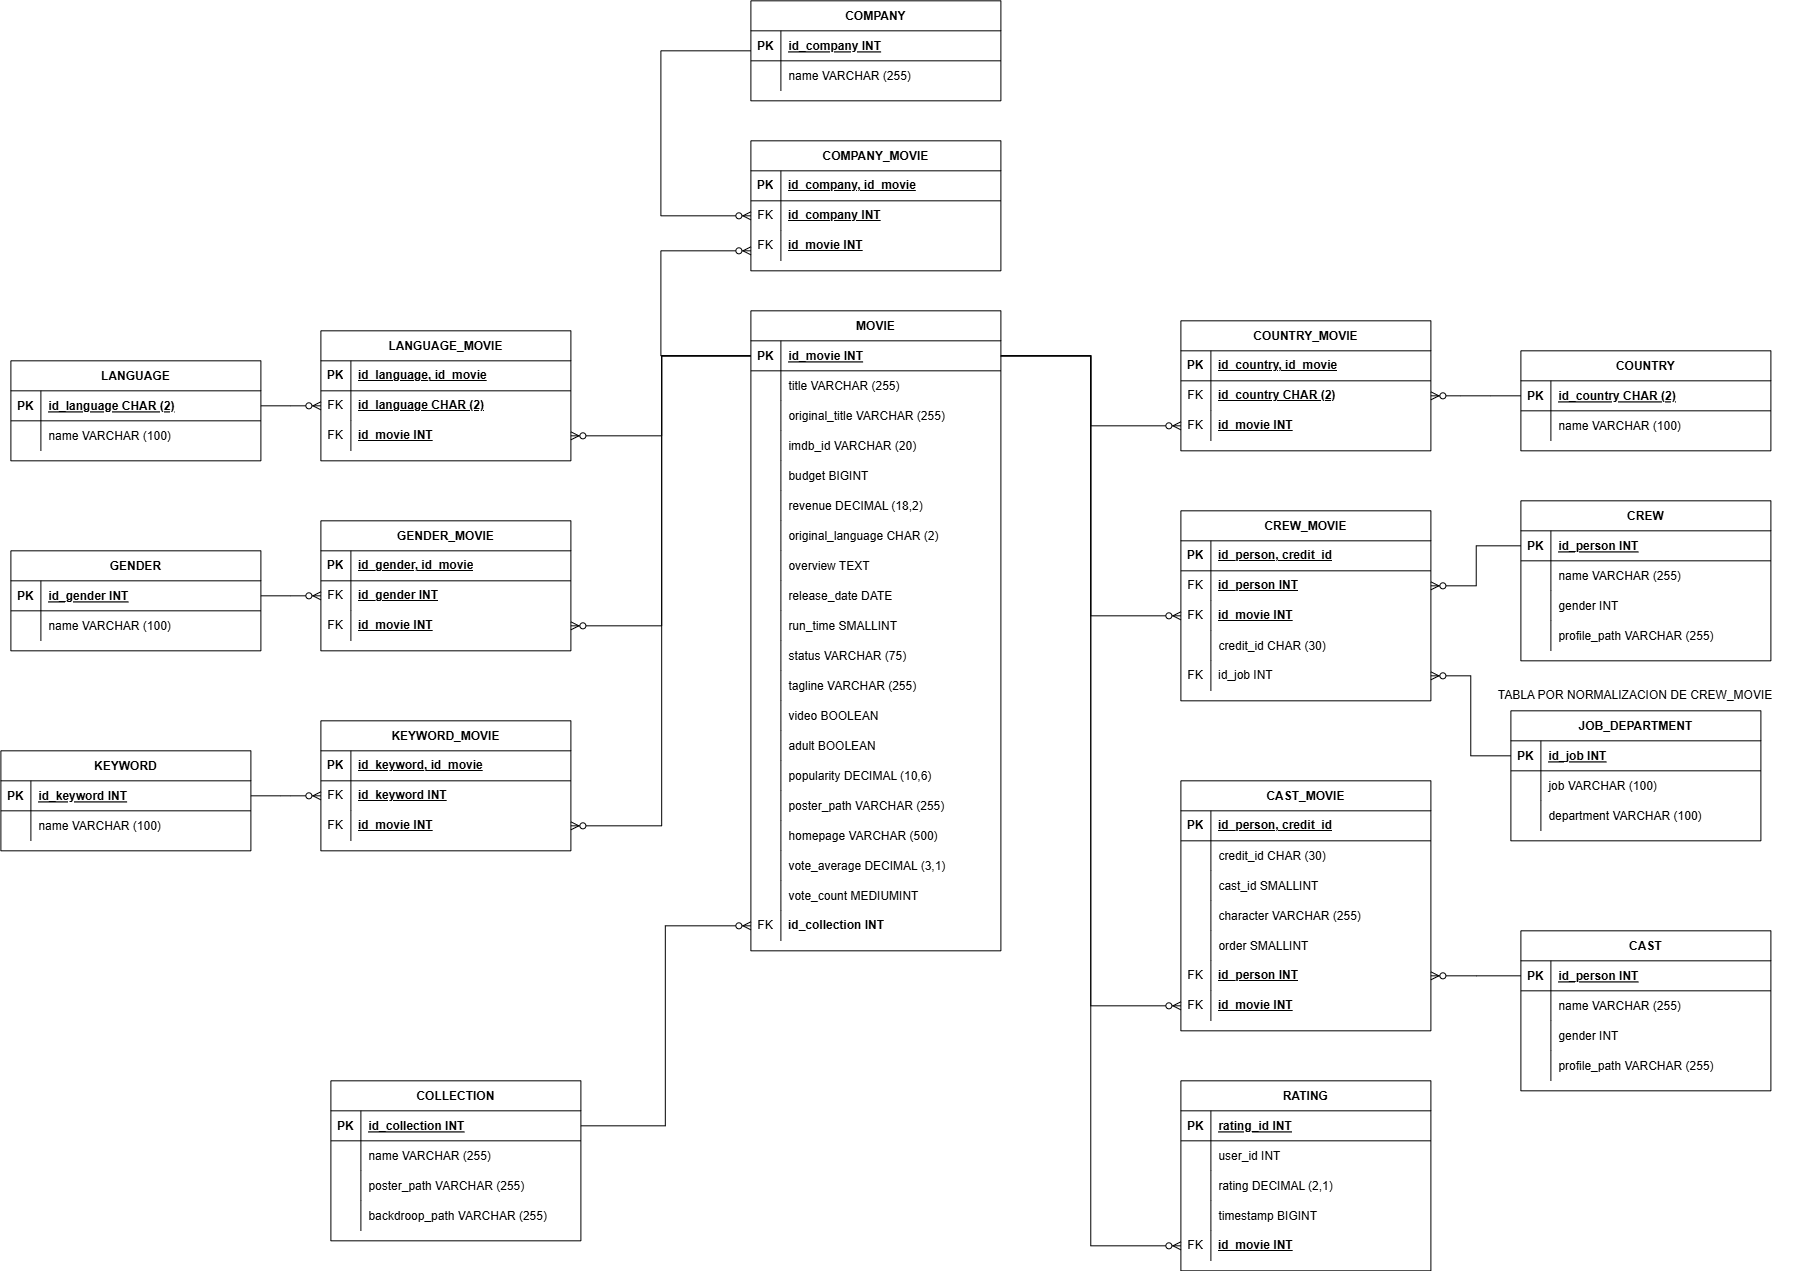 COMPANY
PK id_company INT
name VARCHAR (255)
COMPANY_MOVIE
PK id_company, id_movie
FK id_company INT
FK id_movie INT
LANGUAGE
PK id_language CHAR (2)
name VARCHAR (100)
LANGUAGE_MOVIE
PK id_language, id_movie
FK id_language CHAR (2)
FK id_movie INT
GENDER
PK id_gender INT
name VARCHAR (100)
GENDER_MOVIE
PK id_gender, id_movie
FK id_gender INT
FK id_movie INT
KEYWORD
PK id_keyword INT
name VARCHAR (100)
KEYWORD_MOVIE
PK id_keyword, id_movie
FK id_keyword INT
FK id_movie INT
MOVIE
PK id_movie INT
title VARCHAR (255)
original_title VARCHAR (255)
imdb_id VARCHAR (20)
budget BIGINT
revenue DECIMAL (18,2)
original_language CHAR (2)
overview TEXT
release_date DATE
run_time SMALLINT
status VARCHAR (75)
tagline VARCHAR (255)
video BOOLEAN
adult BOOLEAN
popularity DECIMAL (10,6)
poster_path VARCHAR (255)
homepage VARCHAR (500)
vote_average DECIMAL (3,1)
vote_count MEDIUMINT
FK id_collection INT
COLLECTION
PK id_collection INT
name VARCHAR (255)
poster_path VARCHAR (255)
backdroop_path VARCHAR (255)
COUNTRY_MOVIE
PK id_country, id_movie
FK id_country CHAR (2)
FK id_movie INT
COUNTRY
PK id_country CHAR (2)
name VARCHAR (100)
CREW_MOVIE
PK id_person, credit_id
FK id_person INT
FK id_movie INT
credit_id CHAR (30)
FK id_job INT
CREW
PK id_person INT
name VARCHAR (255)
gender INT
profile_path VARCHAR (255)
TABLA POR NORMALIZACION DE CREW_MOVIE
JOB_DEPARTMENT
PK id_job INT
job VARCHAR (100)
department VARCHAR (100)
CAST_MOVIE
PK id_person, credit_id
credit_id CHAR (30)
cast_id SMALLINT
character VARCHAR (255)
order SMALLINT
FK id_person INT
FK id_movie INT
CAST
PK id_person INT
name VARCHAR (255)
gender INT
profile_path VARCHAR (255)
RATING
PK rating_id INT
user_id INT
rating DECIMAL (2,1)
timestamp BIGINT
FK id_movie INT